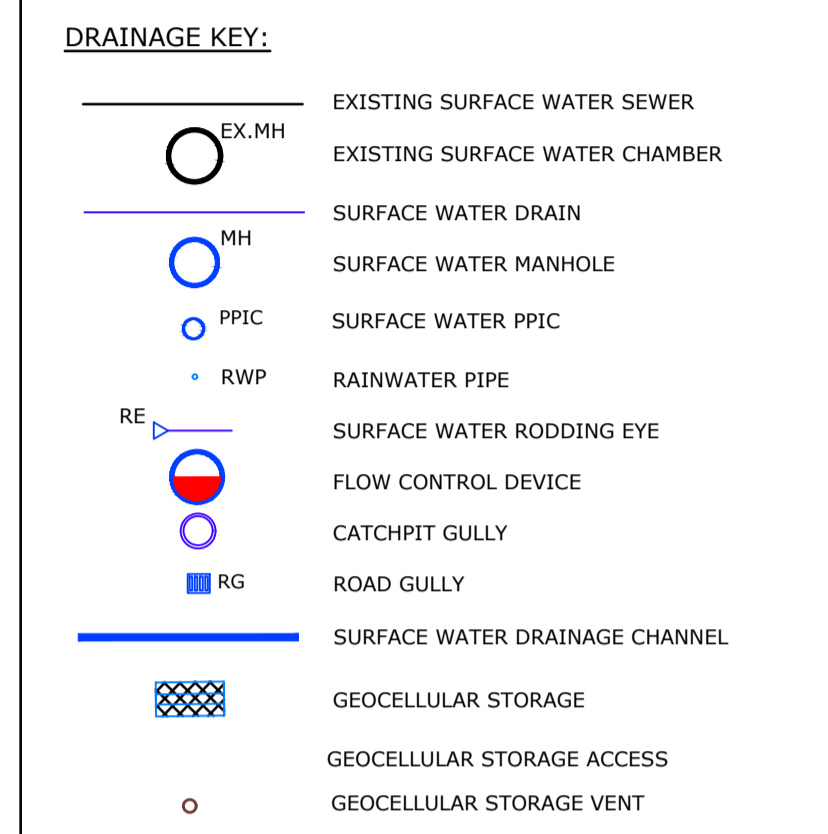 DRAINAGE KEY:
EXISTING SURFACE WATER SEWER
EX.MH
EXISTING SURFACE WATER CHAMBER
SURFACE WATER DRAIN
MH
SURFACE WATER MANHOLE
PPIC
SURFACE WATER PPIC
RWP
RAINWATER PIPE
RE
SURFACE WATER RODDING EYE
FLOW CONTROL DEVICE
CATCHPIT GULLY
RG
ROAD GULLY
SURFACE WATER DRAINAGE CHANNEL
GEOCELLULAR STORAGE
GEOCELLULAR STORAGE ACCESS
GEOCELLULAR STORAGE VENT